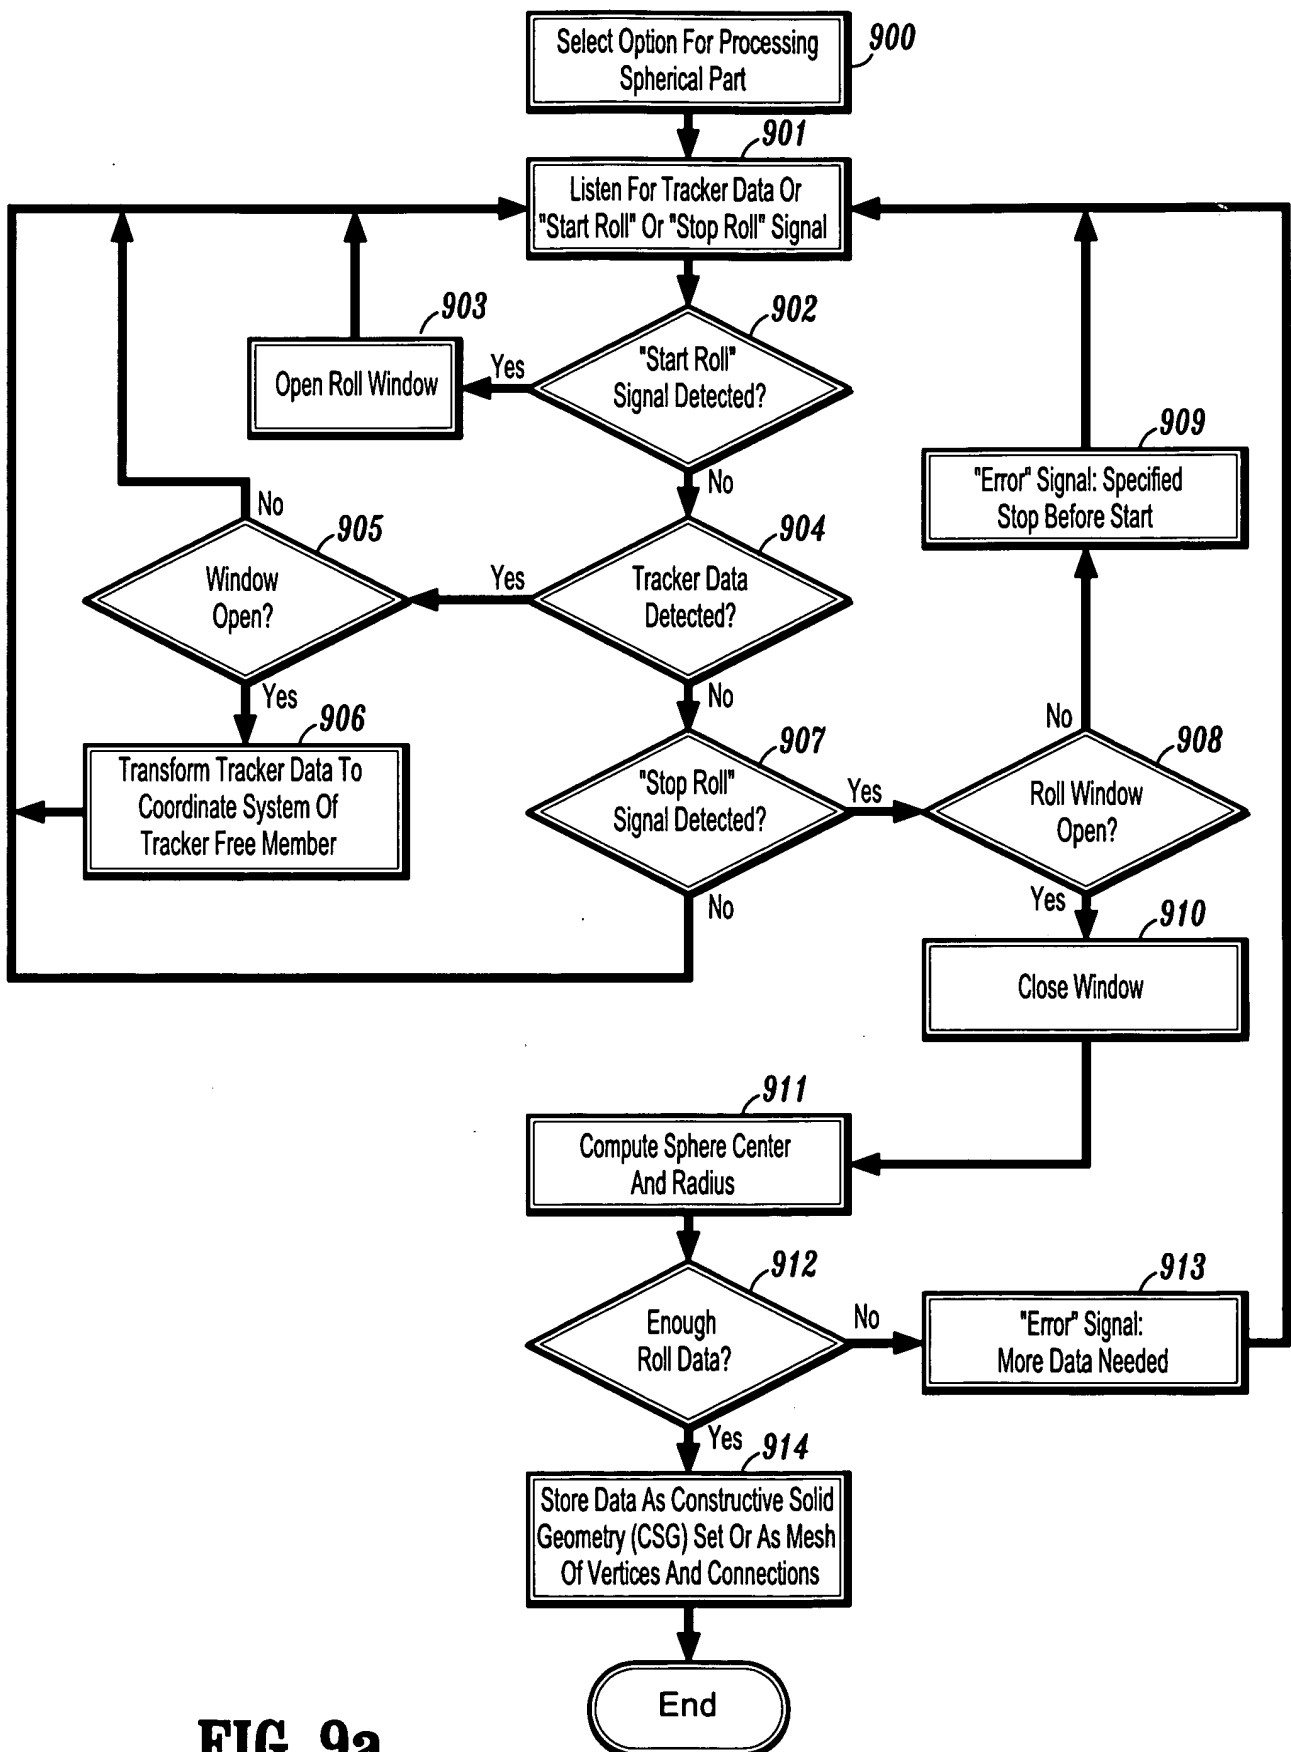 Select Option For Processing
Spherical Part
900
901
Listen For Tracker Data Or
"Start Roll" Or "Stop Roll" Signal
902
"Start Roll"
Signal Detected?
Yes
903
Open Roll Window
No
904
Tracker Data
Detected?
Yes
905
Window
Open?
No
Yes
906
Transform Tracker Data To
Coordinate System Of
Tracker Free Member
No
907
"Stop Roll"
Signal Detected?
Yes
No
908
Roll Window
Open?
No
909
"Error" Signal: Specified
Stop Before Start
Yes
910
Close Window
911
Compute Sphere Center
And Radius
912
Enough
Roll Data?
No
913
"Error" Signal:
More Data Needed
Yes
914
Store Data As Constructive Solid
Geometry (CSG) Set Or As Mesh
Of Vertices And Connections
End
FIG. 9a